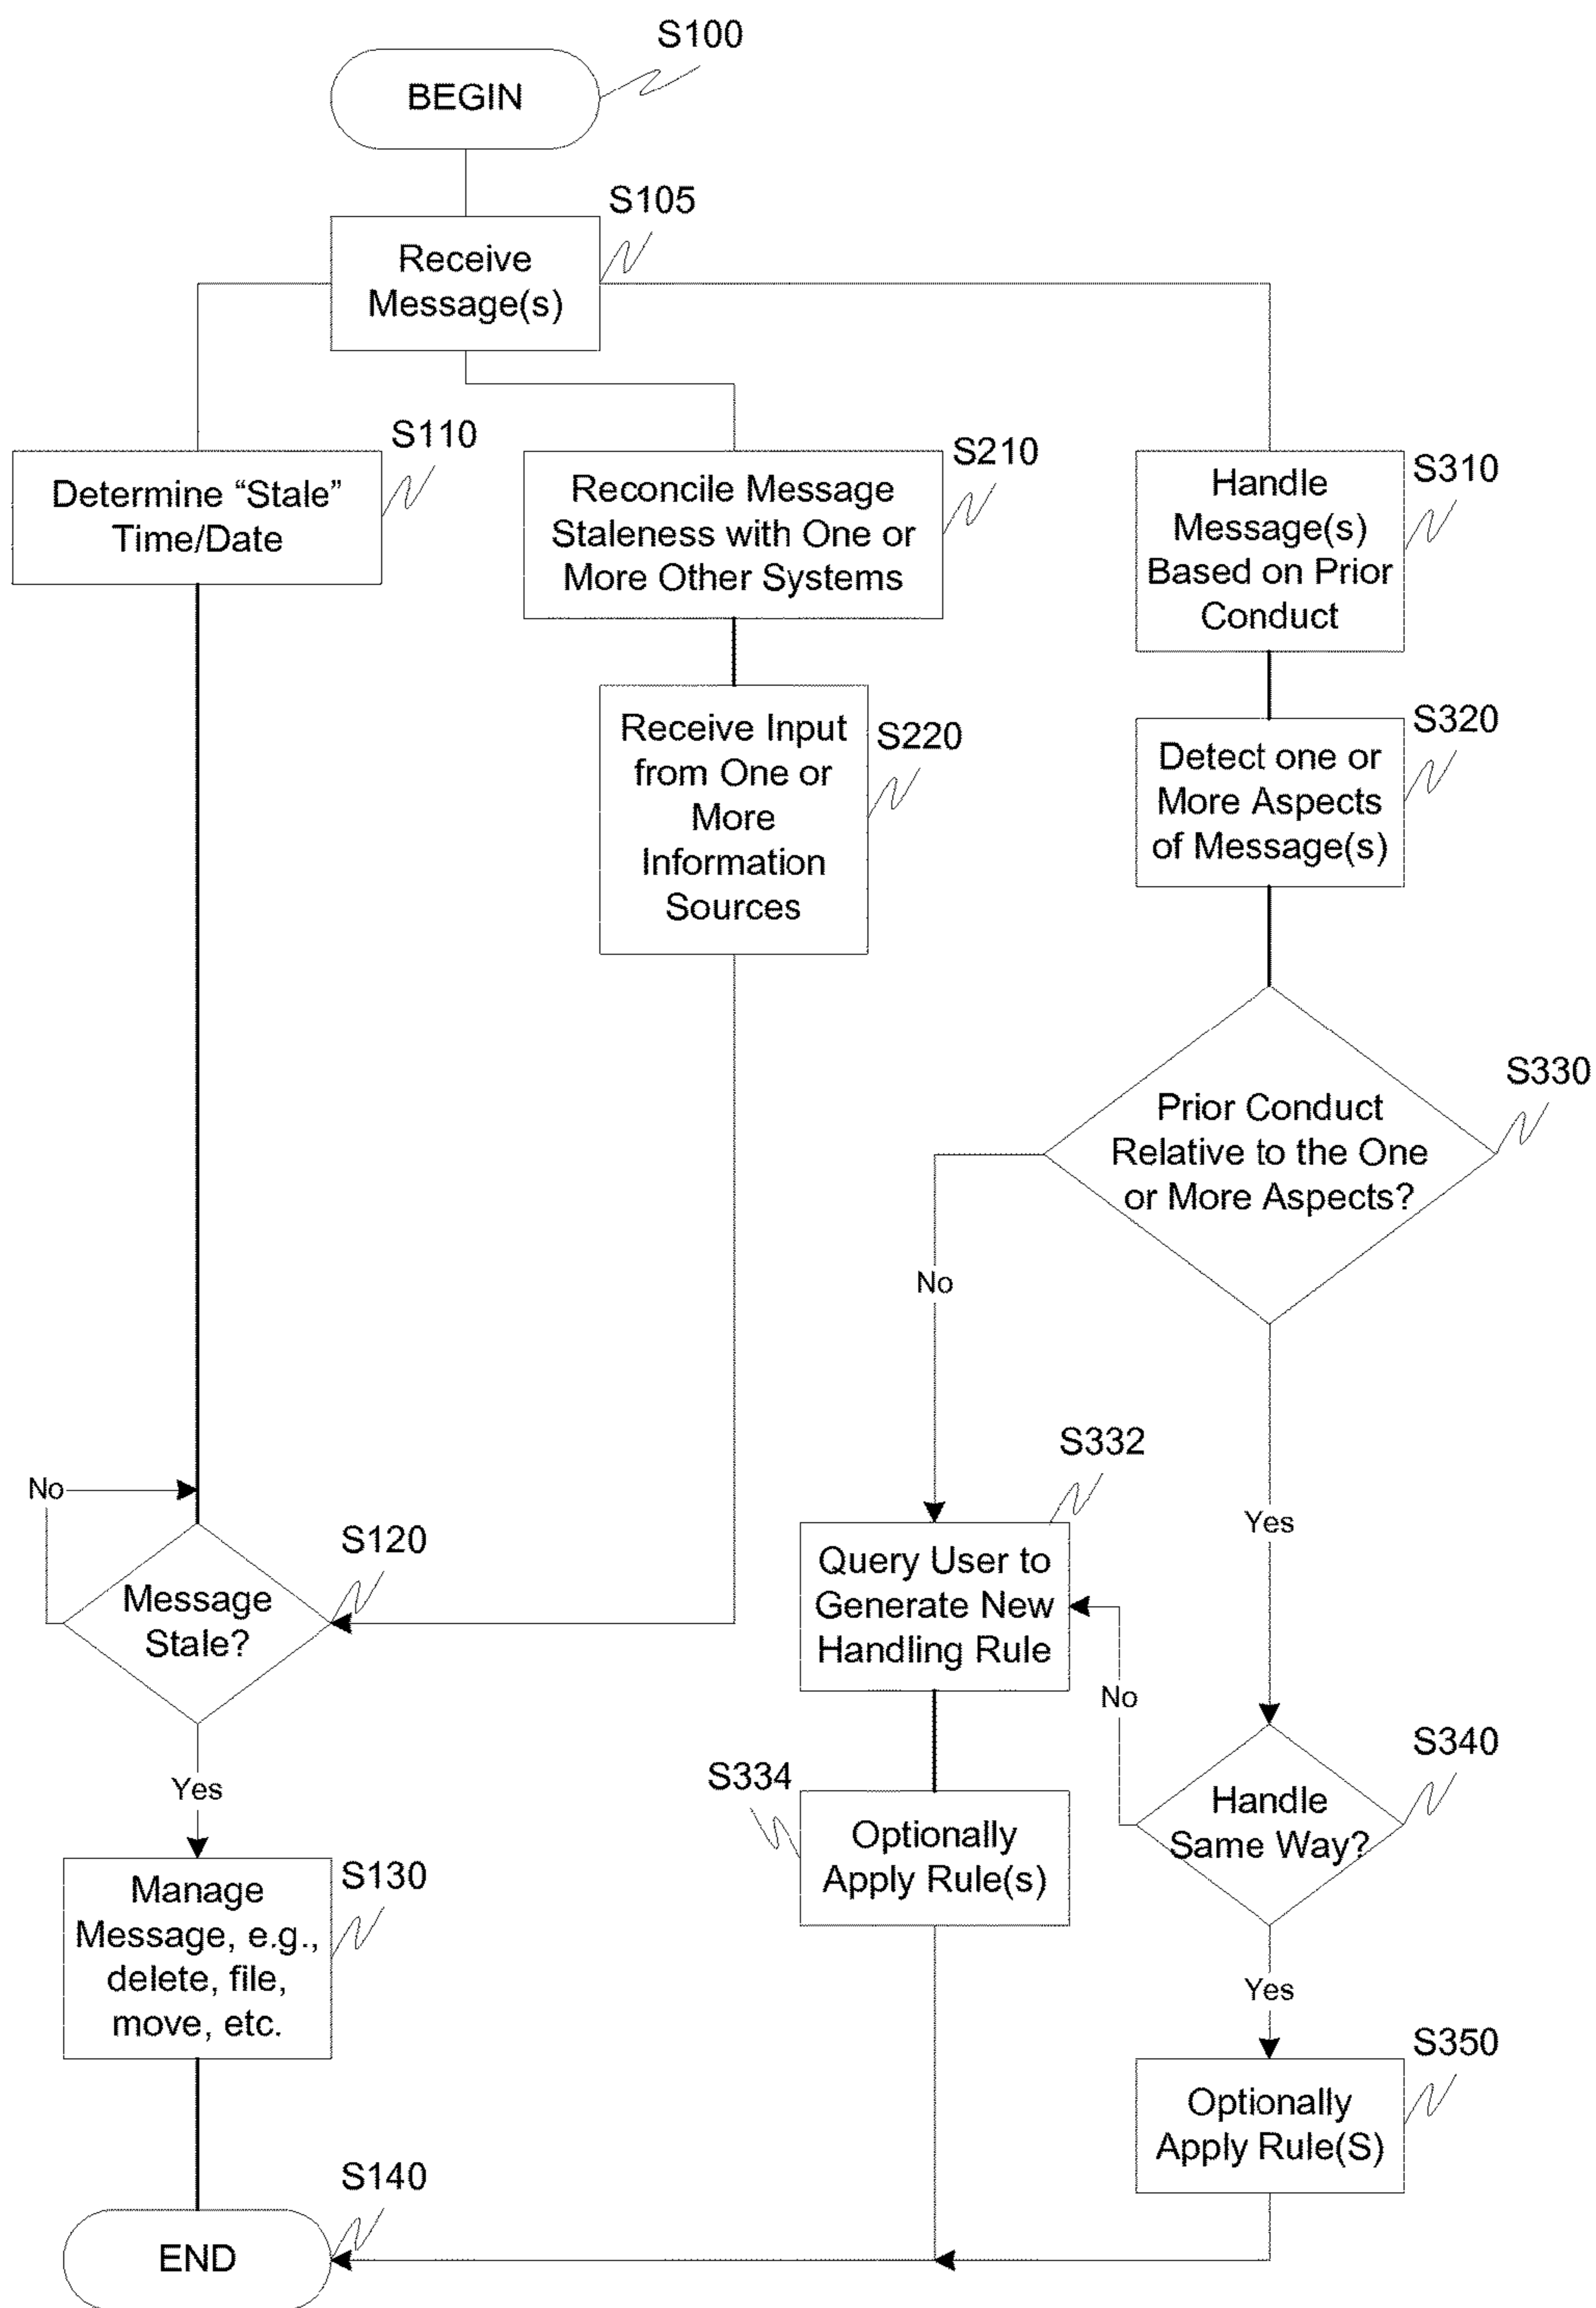 S100
BEGIN
S105
Receive
Message(s)
S110
Determine “Stale”
Time/Date
S210
Reconcile Message
Staleness with One or
More Other Systems
S310
Handle
Message(s)
Based on Prior
Conduct
S220
Receive Input
from One or
More
Information
Sources
S320
Detect one or
More Aspects
of Message(s)
S330
Prior Conduct
Relative to the One
or More Aspects?
No
Yes
S332
Query User to
Generate New
Handling Rule
No
S120
Message
Stale?
Yes
No
S340
Handle
Same Way?
S334
Optionally
Apply Rule(s)
S130
Manage
Message, e.g.,
delete, file,
move, etc.
Yes
S350
Optionally
Apply Rule(S)
S140
END